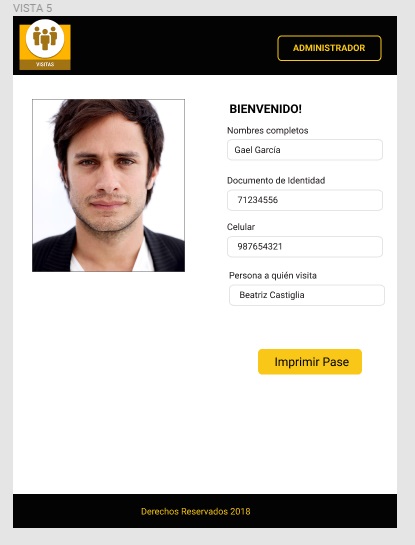 VISTA 5
VISITAS
ADMINISTRADOR
BIENVENIDO!
Nombres completos
Gael García
Documento de Identidad
71234556
Celular
987654321
Persona a quién visita
Beatriz Castiglia
Imprimir Pase
Derechos Reservados 2018